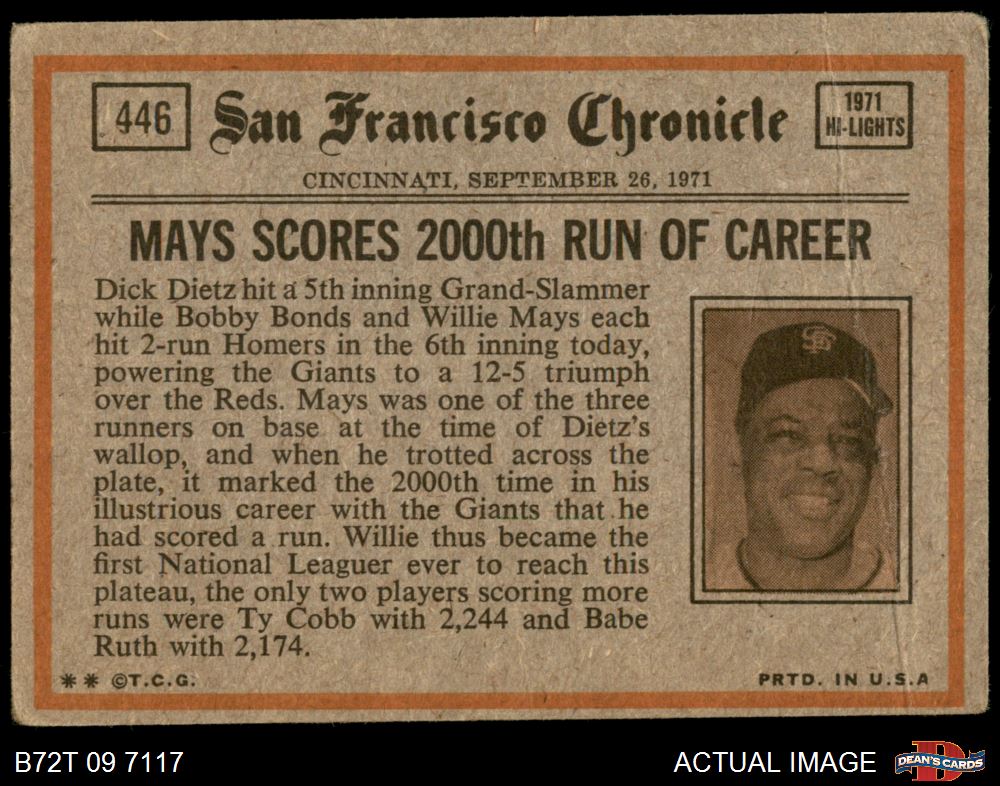 446
San Francisco Chronicle
1971
HI-LIGHTS
CINCINNATI, SEPTEMBER 26, 1971
MAYS SCORES 2000th RUN OF CAREER
Dick Dietz hit a 5th inning Grand-Slammer
while Bobby Bonds and Willie Mays each
hit 2-run Homers in the 6th inning today,
powering the Giants to a 12-5 triumph
over the Reds. Mays was one of the three
runners on base at the time of Dietz's
wallop, and when he trotted across the
plate, it marked the 2000th time in his
illustrious career with the Giants that he
had scored a run. Willie thus became the
first National Leaguer ever to reach this
plateau, the only two players scoring more
runs were Ty Cobb with 2,244 and Babe
Ruth with 2,174.
SF
** ©T.C.G.
PRTD. IN U.S.A
B72T 09 7117
ACTUAL IMAGE
DEAN'S CARDS